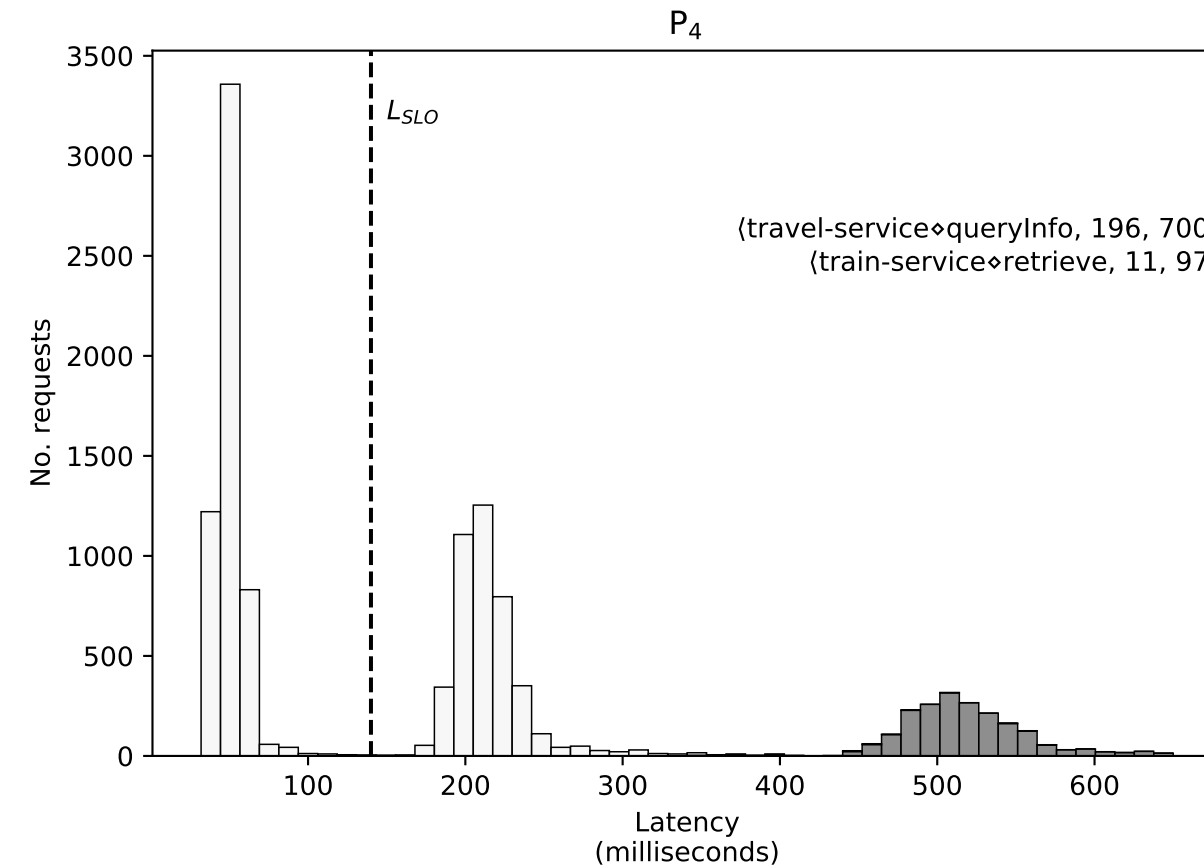 P4
3500
3000
2500
2000
1500
1000
500
0
No. requests
LSLO
⟨travel-service⋄queryInfo, 196, 700
⟨train-service⋄retrieve, 11, 97
100 200 300 400 500 600
Latency
(milliseconds)